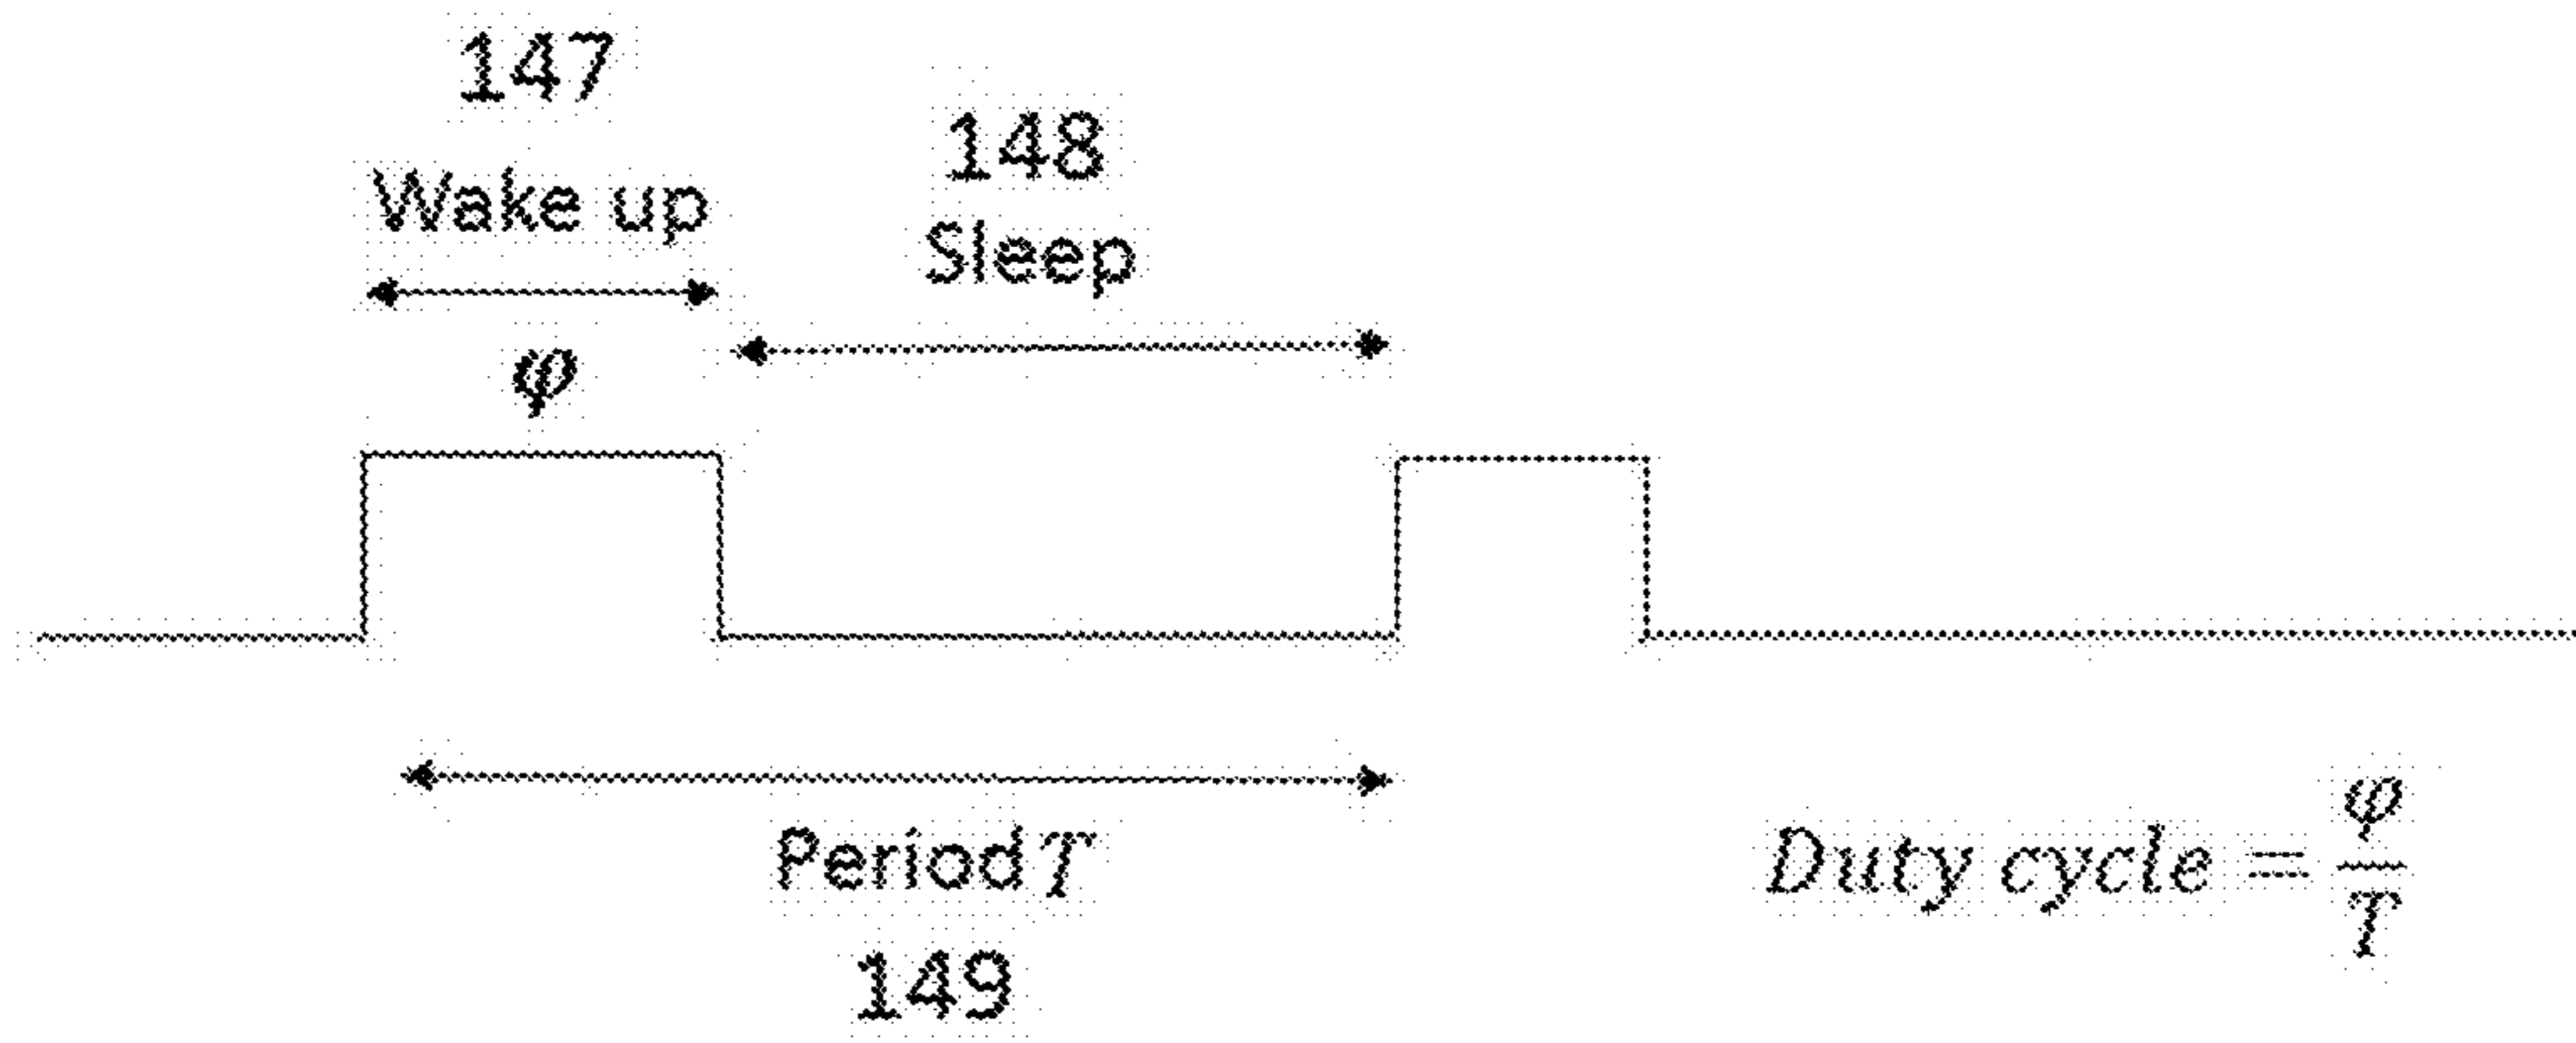 147
Wake up
φ
148
Sleep
Period T
149
Duty cycle = φ/T